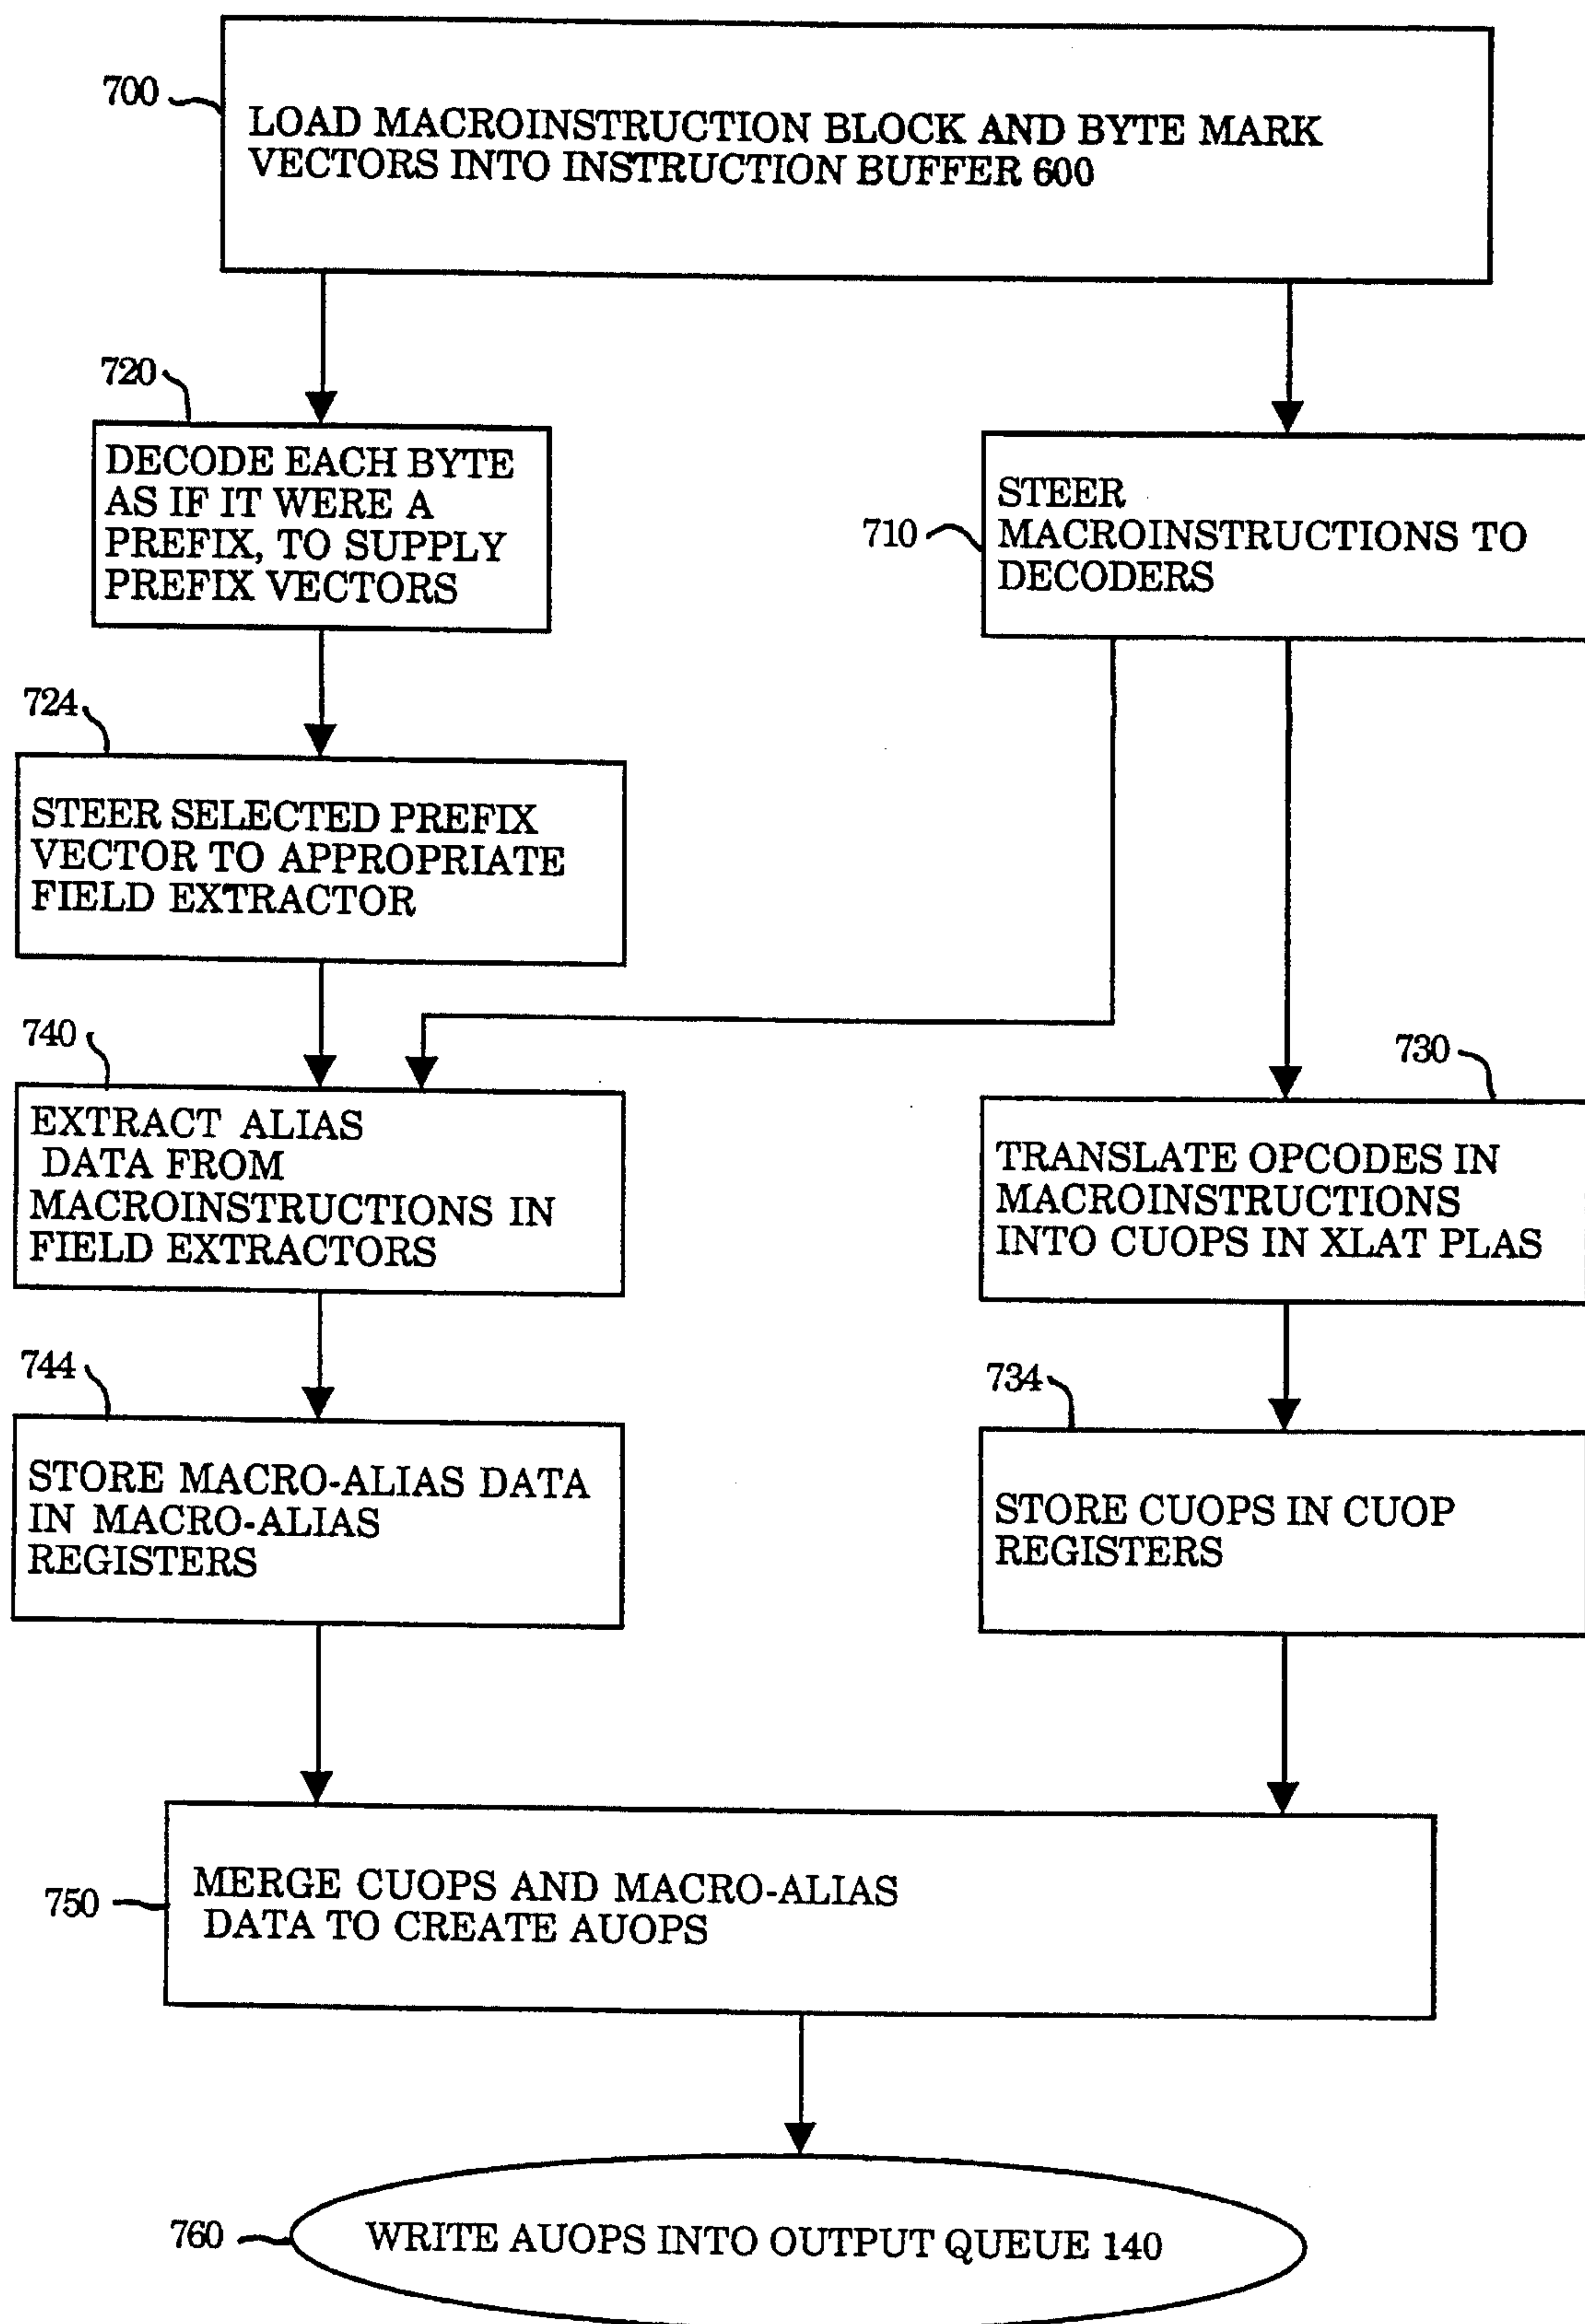 700
LOAD MACROINSTRUCTION BLOCK AND BYTE MARK
VECTORS INTO INSTRUCTION BUFFER 600
720
DECODE EACH BYTE
AS IF IT WERE A
PREFIX, TO SUPPLY
PREFIX VECTORS
710
STEER
MACROINSTRUCTIONS TO
DECODERS
724
STEER SELECTED PREFIX
VECTOR TO APPROPRIATE
FIELD EXTRACTOR
740
EXTRACT ALIAS
DATA FROM
MACROINSTRUCTIONS IN
FIELD EXTRACTORS
730
TRANSLATE OPCODES IN
MACROINSTRUCTIONS
INTO CUOPS IN XLAT PLAS
744
STORE MACRO-ALIAS DATA
IN MACRO-ALIAS
REGISTERS
734
STORE CUOPS IN CUOP
REGISTERS
750
MERGE CUOPS AND MACRO-ALIAS
DATA TO CREATE AUOPS
760
WRITE AUOPS INTO OUTPUT QUEUE 140